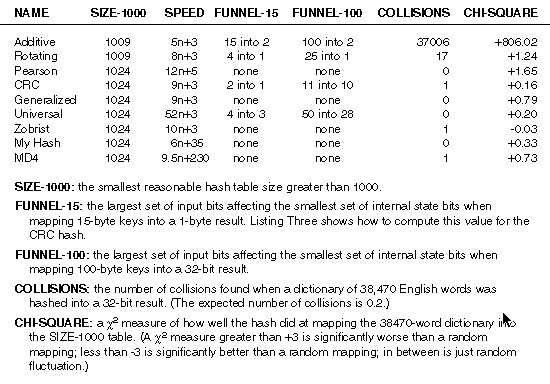 NAME SIZE-1000 SPEED FUNNEL-15 FUNNEL-100 COLLISIONS CHI-SQUARE
Additive 1009 5n+3 15 into 2 100 into 2 37006 +806.02
Rotating 1009 8n+3 4 into 1 25 into 1 17 +1.24
Pearson 1024 12n+5 none none 0 +1.65
CRC 1024 9n+3 2 into 1 11 into 10 1 +0.16
Generalized 1024 9n+3 none none 0 +0.79
Universal 1024 52n+3 4 into 3 50 into 28 0 +0.20
Zobrist 1024 10n+3 none none 1 -0.03
My Hash 1024 6n+35 none none 0 +0.33
MD4 1024 9.5n+230 none none 1 +0.73
SIZE-1000: the smallest reasonable hash table size greater than 1000.
FUNNEL-15: the largest set of input bits affecting the smallest set of internal state bits when
mapping 15-byte keys into a 1-byte result. Listing Three shows how to compute this value for the
CRC hash.
FUNNEL-100: the largest set of input bits affecting the smallest set of internal state bits when
mapping 100-byte keys into a 32-bit result.
COLLISIONS: the number of collisions found when a dictionary of 38,470 English words was
hashed into a 32-bit result. (The expected number of collisions is 0.2.)
CHI-SQUARE: a χ² measure of how well the hash did at mapping the 38470-word dictionary into
the SIZE-1000 table. (A χ² measure greater than +3 is significantly worse than a random
mapping; less than -3 is significantly better than a random mapping; in between is just random
fluctuation.)